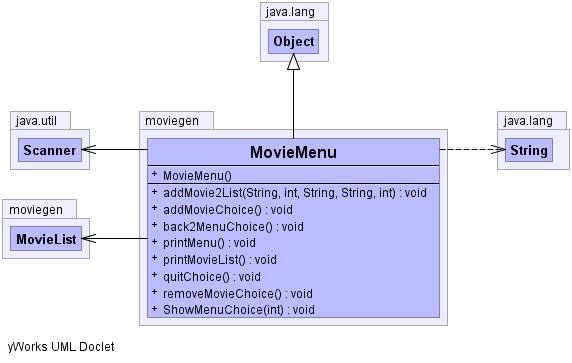 java.lang
Object
java.util
Scanner
moviegen
java.lang
String
MovieMenu
+ MovieMenu()
+ addMovie2List(String, int, String, String, int) : void
+ addMovieChoice() : void
+ back2MenuChoice() : void
+ printMenu() : void
+ printMovieList() : void
+ quitChoice() : void
+ removeMovieChoice() : void
+ ShowMenuChoice(int) : void
moviegen
MovieList
yWorks UML Doclet